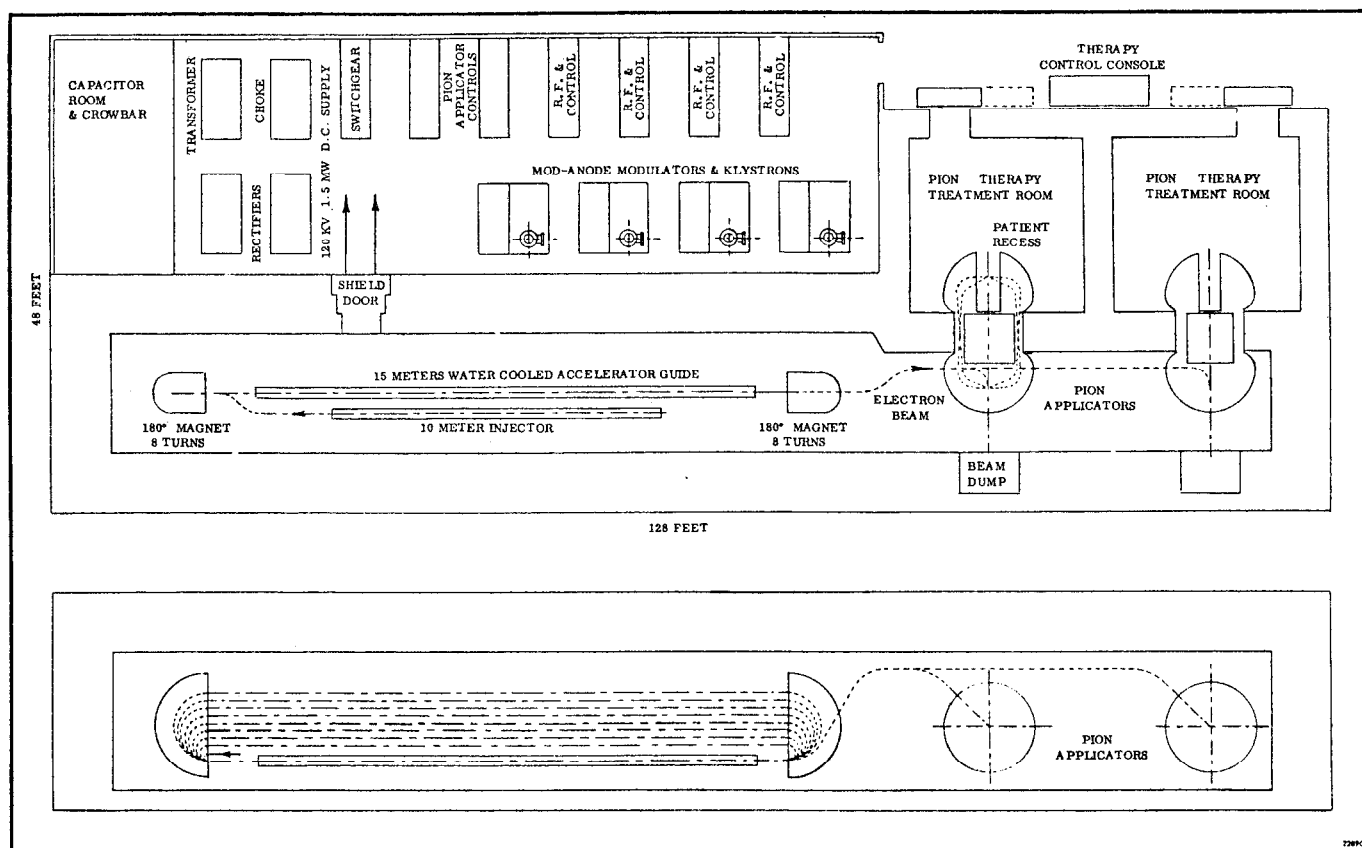 CAPACITOR
ROOM
& CROWBAR
TRANSFORMER
CHOKE
RECTIFIERS
120 KV 1.5 MW D.C. SUPPLY
SWITCHGEAR
PION
APPLICATOR
CONTROLS
R.F. &
CONTROL
R.F. &
CONTROL
R.F. &
CONTROL
R.F. &
CONTROL
MOD-ANODE MODULATORS & KLYSTRONS
THERAPY
CONTROL CONSOLE
PION THERAPY
TREATMENT ROOM
PION THERAPY
TREATMENT ROOM
PATIENT
RECESS
SHIELD
DOOR
48 FEET
15 METERS WATER COOLED ACCELERATOR GUIDE
10 METER INJECTOR
180° MAGNET
8 TURNS
180° MAGNET
8 TURNS
ELECTRON
BEAM
PION
APPLICATORS
BEAM
DUMP
128 FEET
PION
APPLICATORS